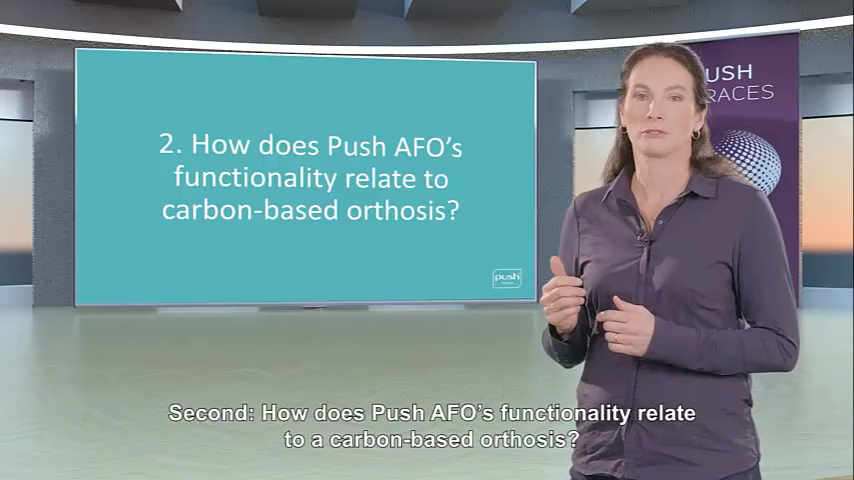 2. How does Push AFO’s
functionality relate to
carbon-based orthosis?
push
USH
RACES
Second: How does Push AFO’s functionality relate
to a carbon-based orthosis?